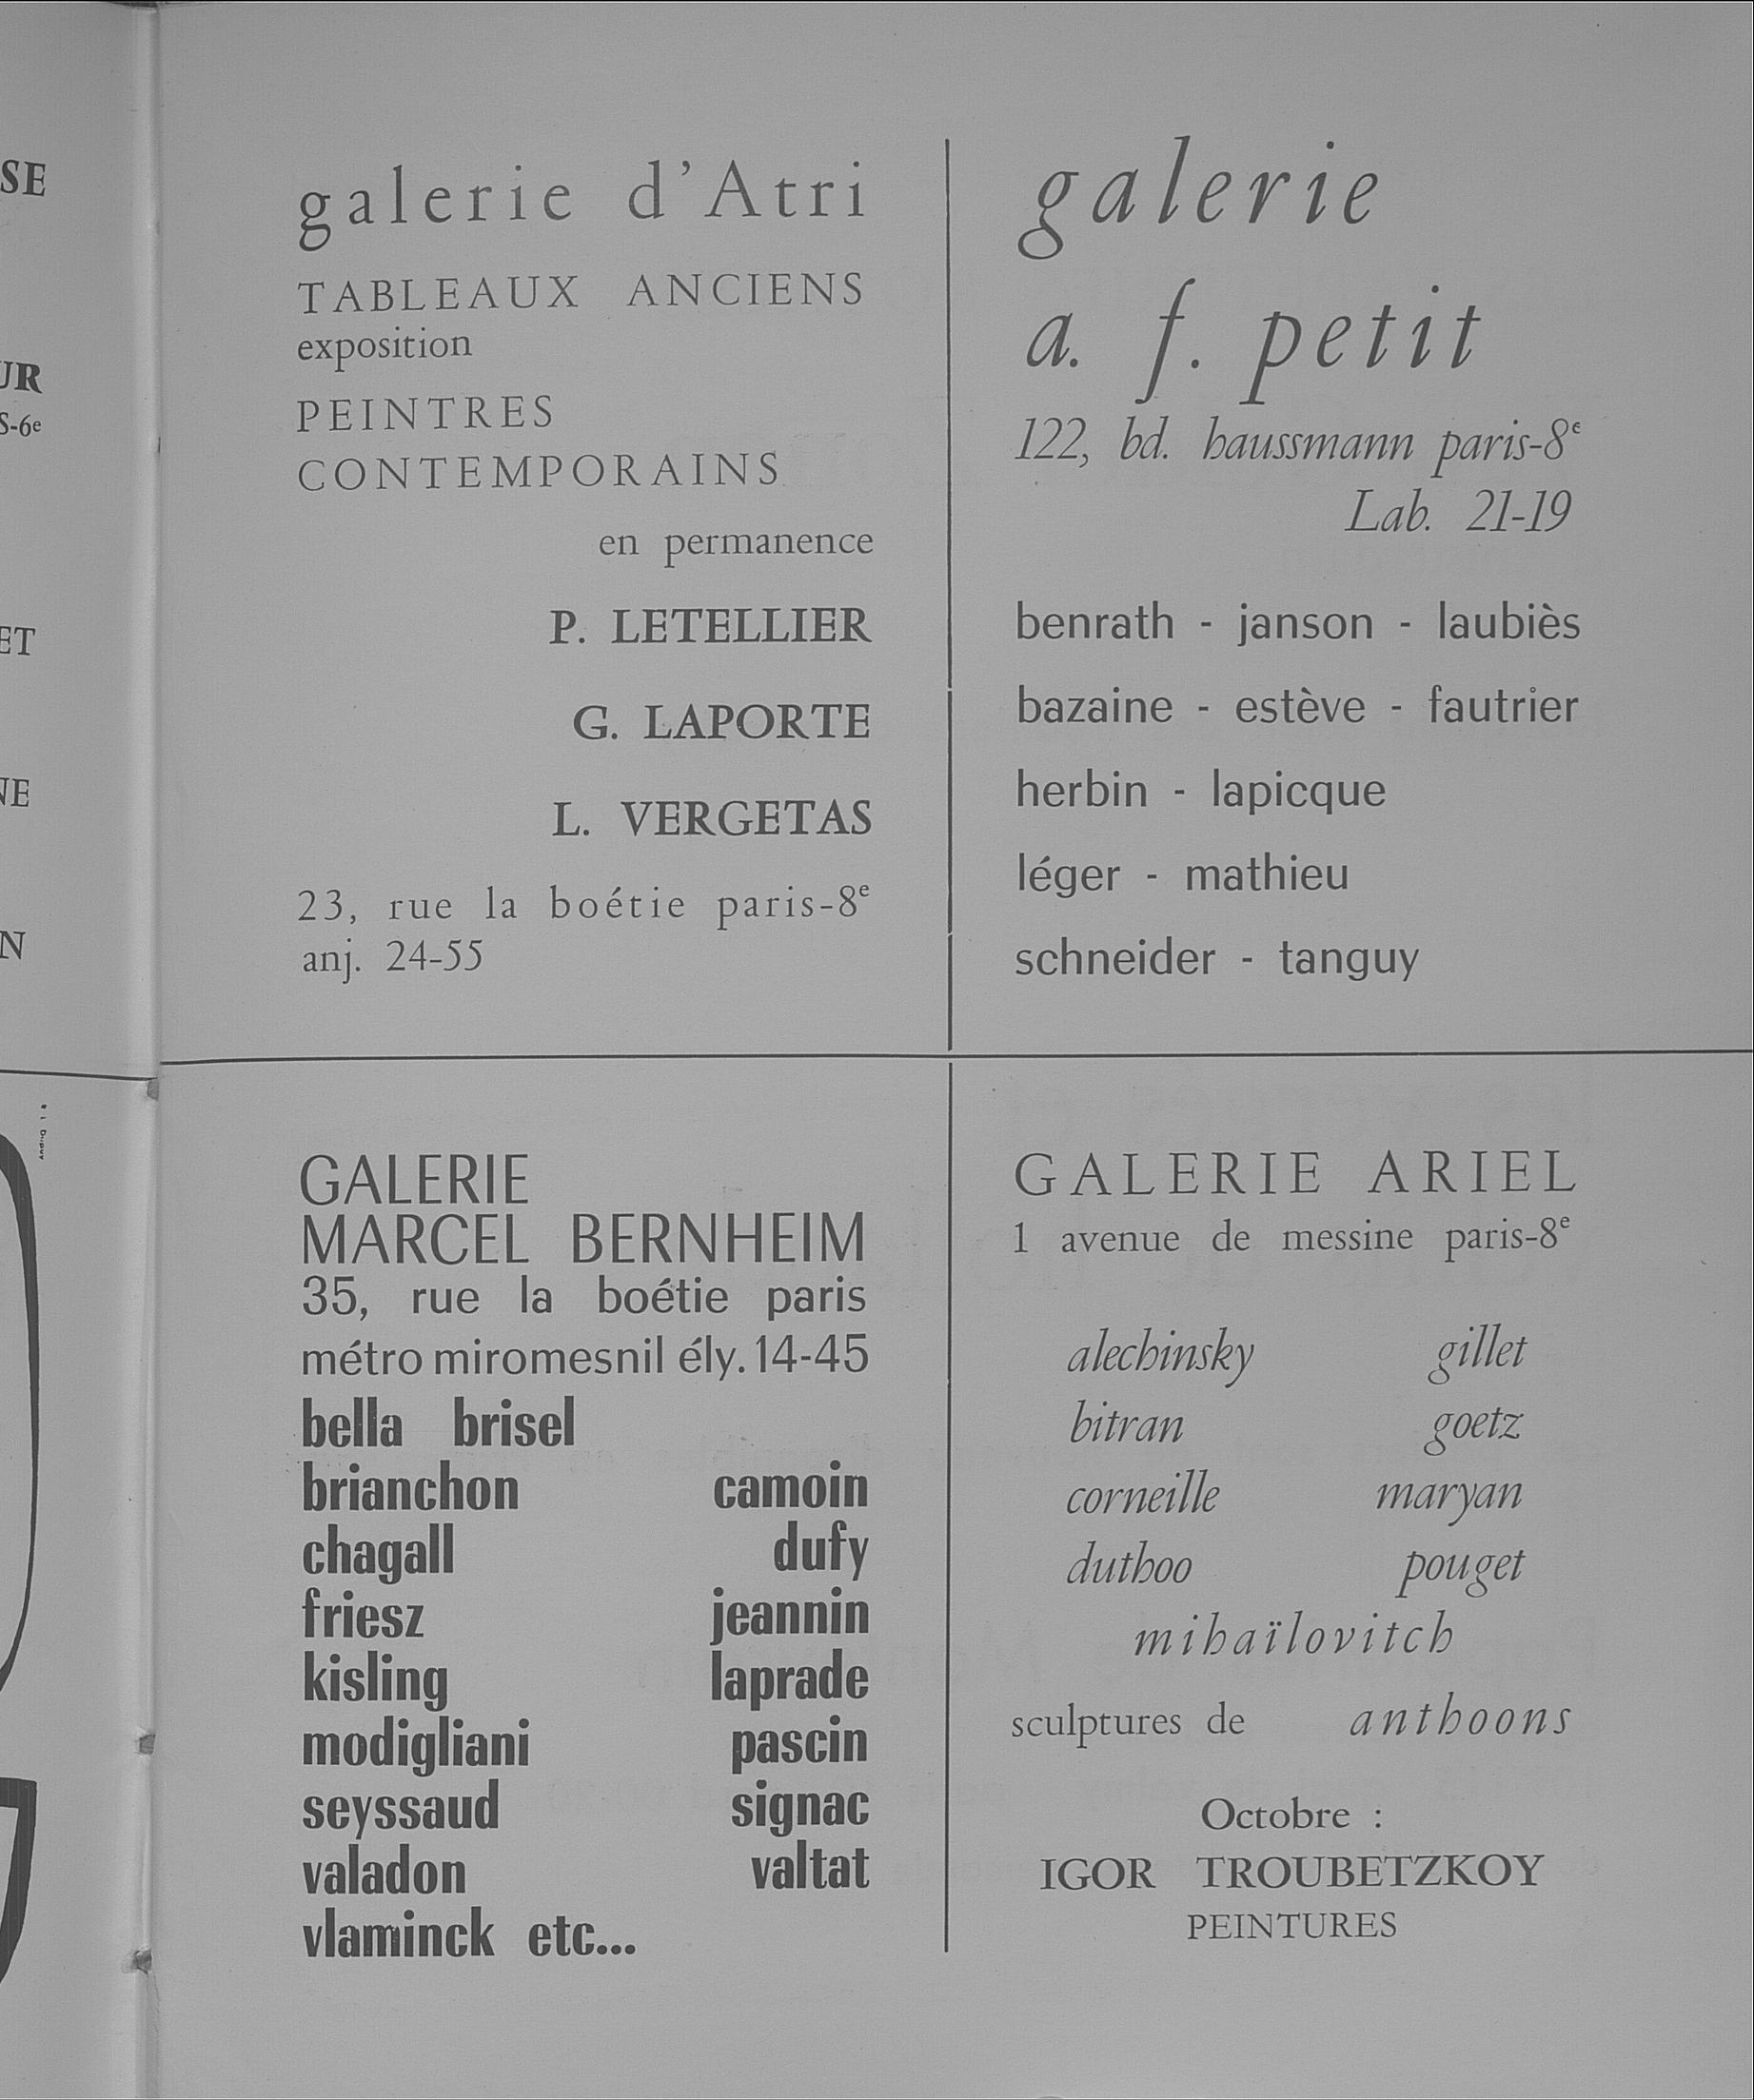 SE
UR
S-6e
ET
NE
N
galerie d'Atri
TABLEAUX ANCIENS
exposition
PEINTRES
CONTEMPORAINS
en permanence
P. LETELLIER
G. LAPORTE
L. VERGETAS
23, rue la boétie paris-8e
anj. 24-55
galerie
a. f. petit
122, bd. haussmann paris-8e
Lab. 21-19
benrath - janson - laubiès
bazaine - estève - fautrier
herbin - lapicque
léger - mathieu
schneider - tanguy
GALERIE
MARCEL BERNHEIM
35, rue la boétie paris
métro miromesnil ély. 14-45
bella brisel
brianchon camoin
chagall dufy
friesz jeannin
kisling laprade
modigliani pascin
seyssaud signac
valadon valtat
vlaminck etc...
GALERIE ARIEL
1 avenue de messine paris-8e
alechinsky gillet
bitran goetz
corneille maryan
duthoo pouget
mihaïlovitch
sculptures de anthoons
Octobre :
IGOR TROUBETZKOY
PEINTURES